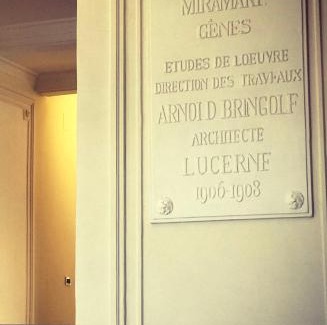 MIRAMARE
GÊNES
ETUDES DE LOEUVRE
DIRECTION DES TRAVAUX
ARNOLD BRINGOLF
ARCHITECTE
LUCERNE
1906-1908